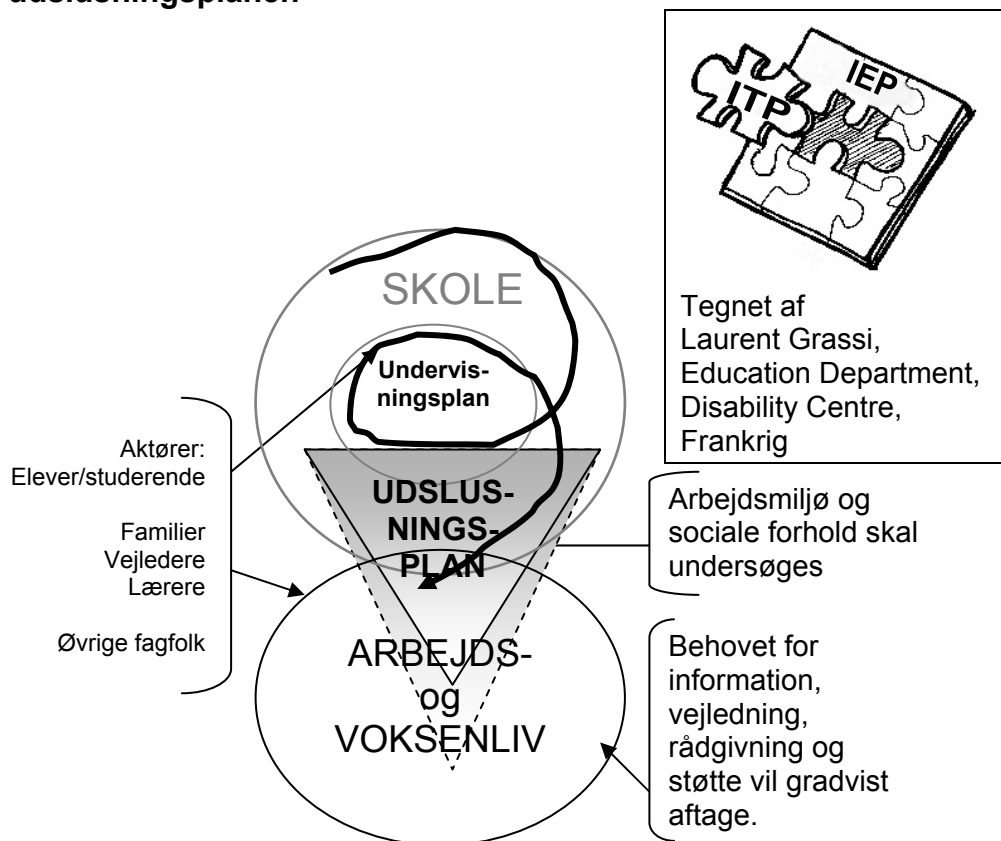 IEP
ITP
Tegnet af
Laurent Grassi,
Education Department,
Disability Centre,
Frankrig
SKOLE
Undervis-
ningsplan
Aktører:
Elever/studerende
Familier
Vejledere
Lærere
Øvrige fagfolk
UDSLUS-
NINGS-
PLAN
Arbejdsmiljø og
sociale forhold skal
undersøges
ARBEJDS-
og
VOKSENLIV
Behovet for
information,
vejledning,
rådgivning og
støtte vil gradvist
aftage.